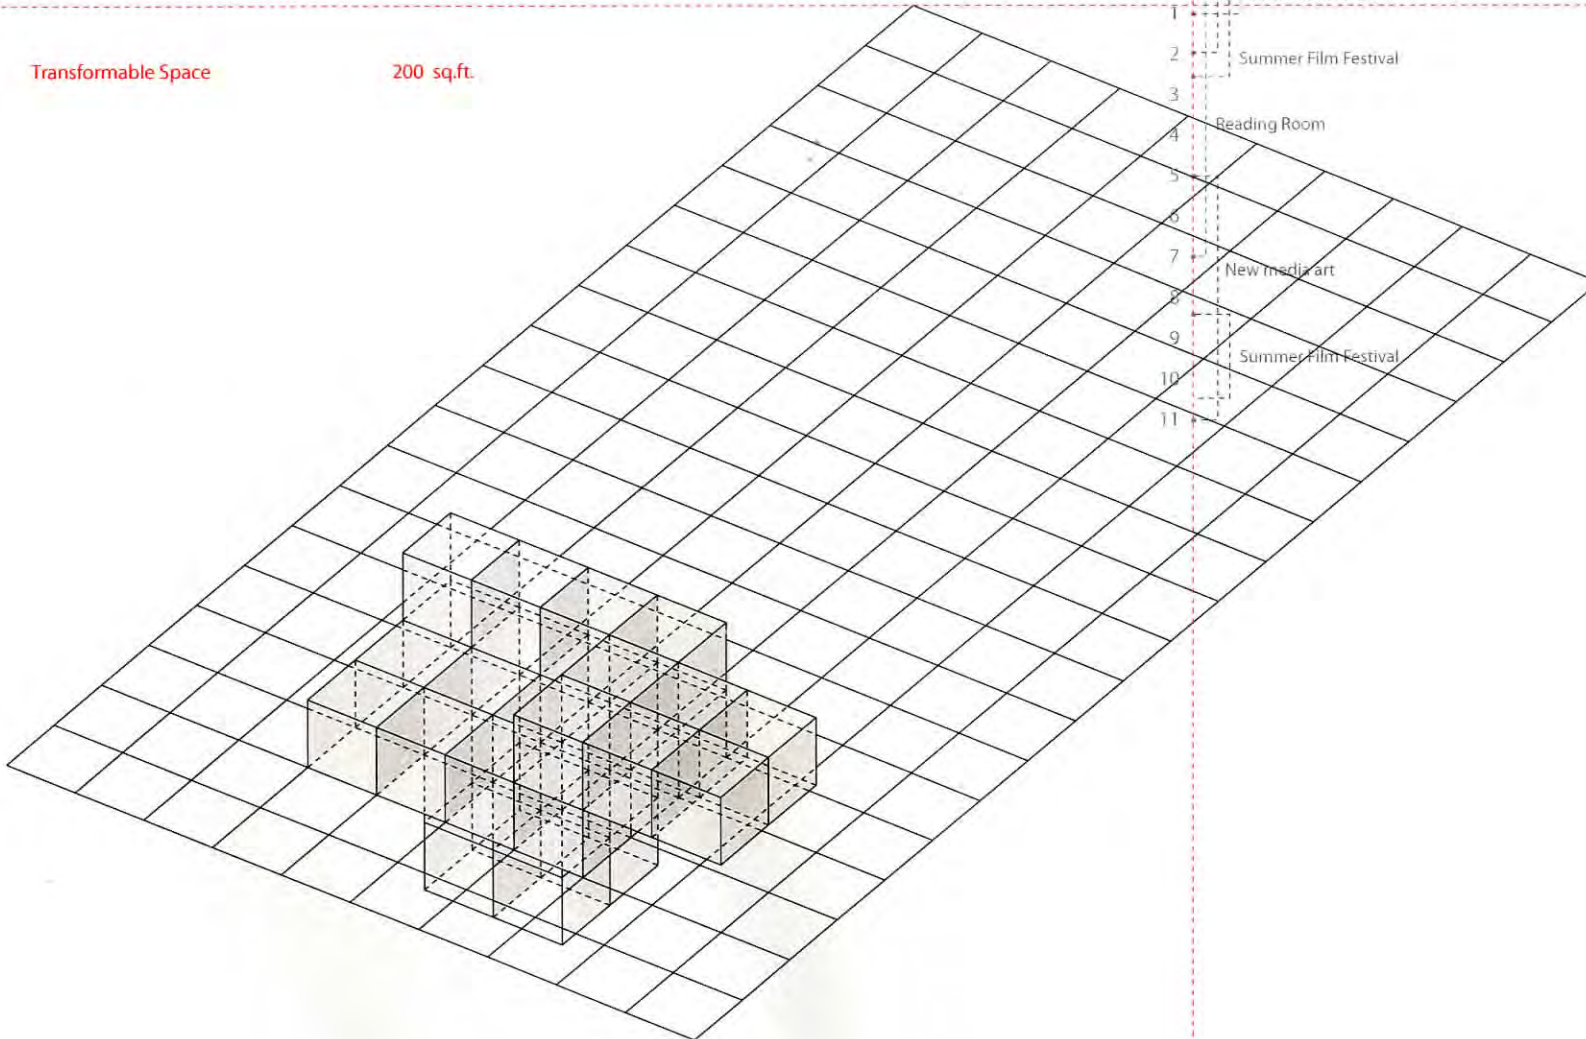 Transformable Space 200 sq.ft.
1
2
Summer Film Festival
3
Reading Room
4
5
6
7
New media art
8
Summer Film Festival
9
10
11